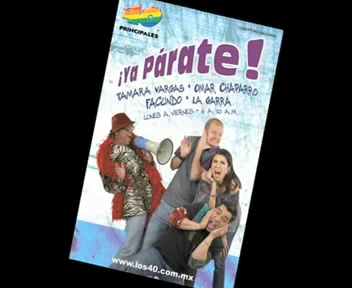 40
PRINCIPALES
¡Ya Párate!
TAMARA VARGAS * OMAR CHAPARRO
FACUNDO * LA GARRA
LUNES A VIERNES - 6 A 10 A.M.
www.los40.com.mx